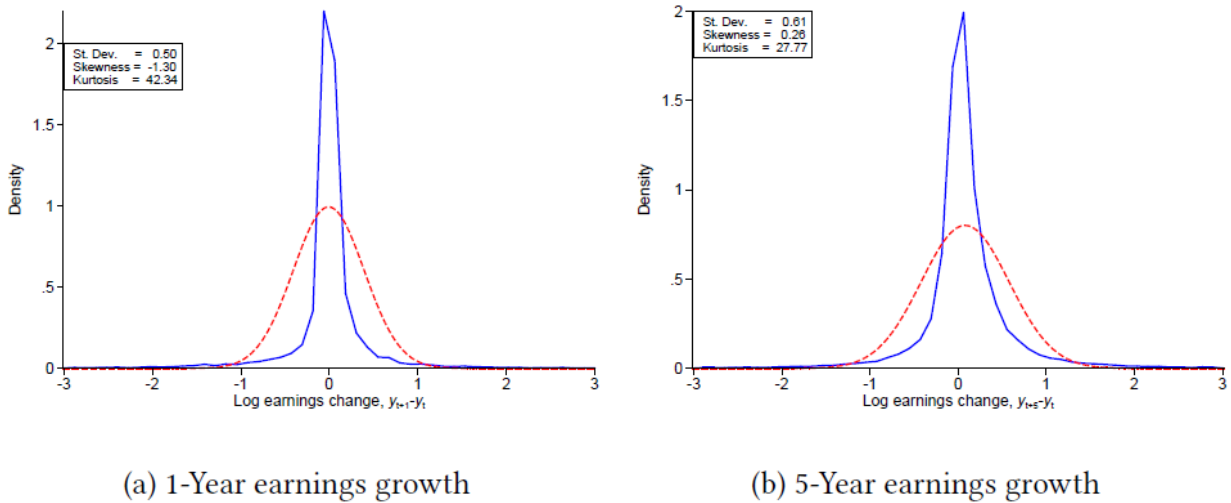 St. Dev. = 0.50
Skewness = -1.30
Kurtosis = 42.34
Density
2
1.5
1
.5
0
-3
-2
-1
0
1
2
3
Log earnings change, yt+1-yt
(a) 1-Year earnings growth
St. Dev. = 0.61
Skewness = 0.26
Kurtosis = 27.77
Density
2
1.5
1
.5
0
-3
-2
-1
0
1
2
3
Log earnings change, yt+5-yt
(b) 5-Year earnings growth